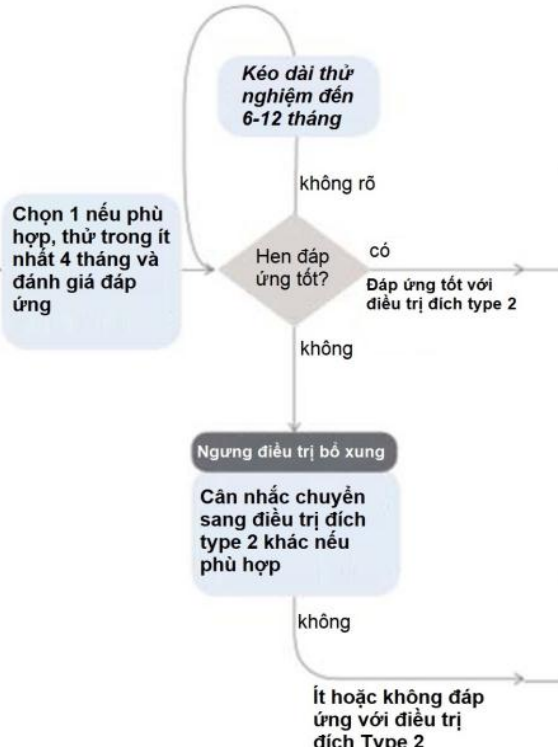 Kéo dài thử
nghiệm đến
6-12 tháng
không rõ
Chọn 1 nếu phù
hợp, thử trong ít
nhất 4 tháng và
đánh giá đáp
ứng
Hen đáp
ứng tốt?
có
Đáp ứng tốt với
điều trị đích type 2
không
Ngưng điều trị bổ xung
Cân nhắc chuyển
sang điều trị đích
type 2 khác nếu
phù hợp
không
Ít hoặc không đáp
ứng với điều trị
đích Type 2